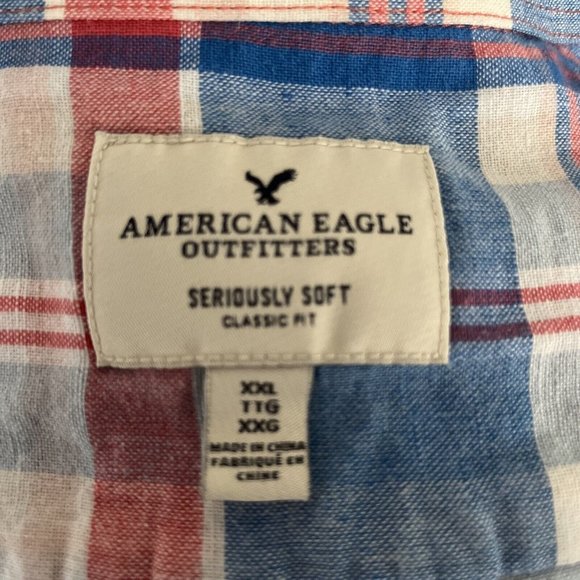 AMERICAN EAGLE
OUTFITTERS
SERIOUSLY SOFT
CLASSIC FIT
XXL
TTG
XXG
MADE IN CHINA
FABRIQUÉ EN
CHINE